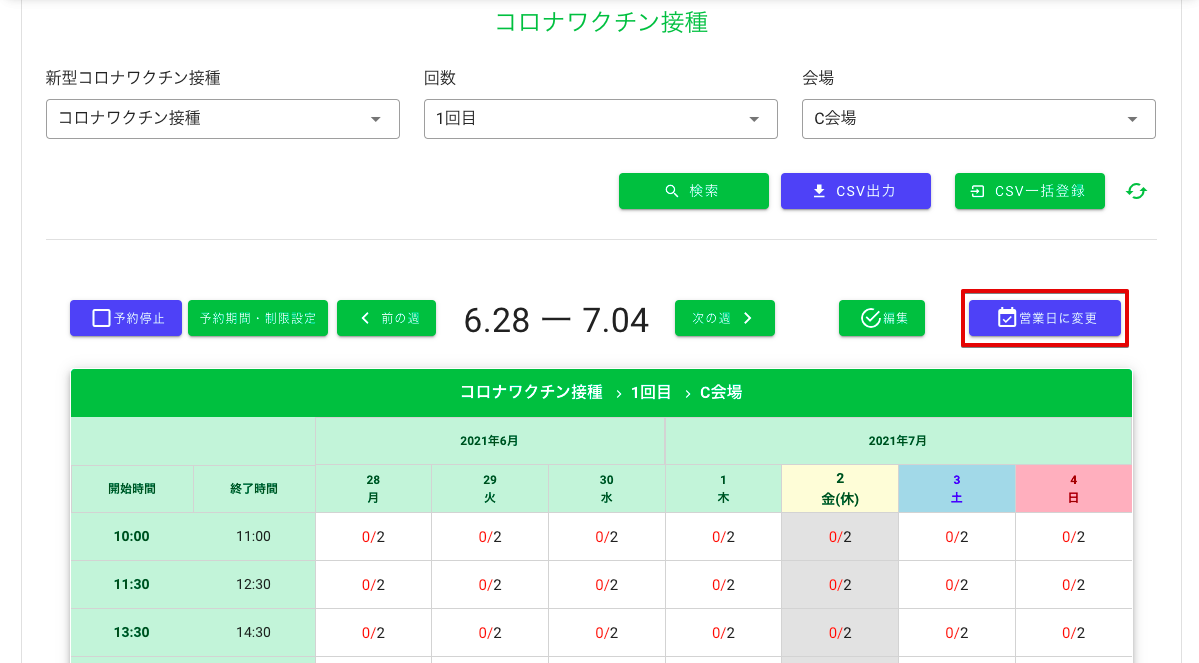 コロナワクチン接種
新型コロナワクチン接種 回数 会場
コロナワクチン接種 1回目 C会場
検索 CSV出力 CSV一括登録
予約停止 予約期間・制限設定 前の週 6.28 ー 7.04 次の週 編集 営業日に変更
コロナワクチン接種 › 1回目 › C会場
2021年6月 2021年7月
開始時間 終了時間 28 29 30 1 2 3 4
月 火 水 木 金(休) 土 日
10:00 11:00 0/2 0/2 0/2 0/2 0/2 0/2 0/2
11:30 12:30 0/2 0/2 0/2 0/2 0/2 0/2 0/2
13:30 14:30 0/2 0/2 0/2 0/2 0/2 0/2 0/2